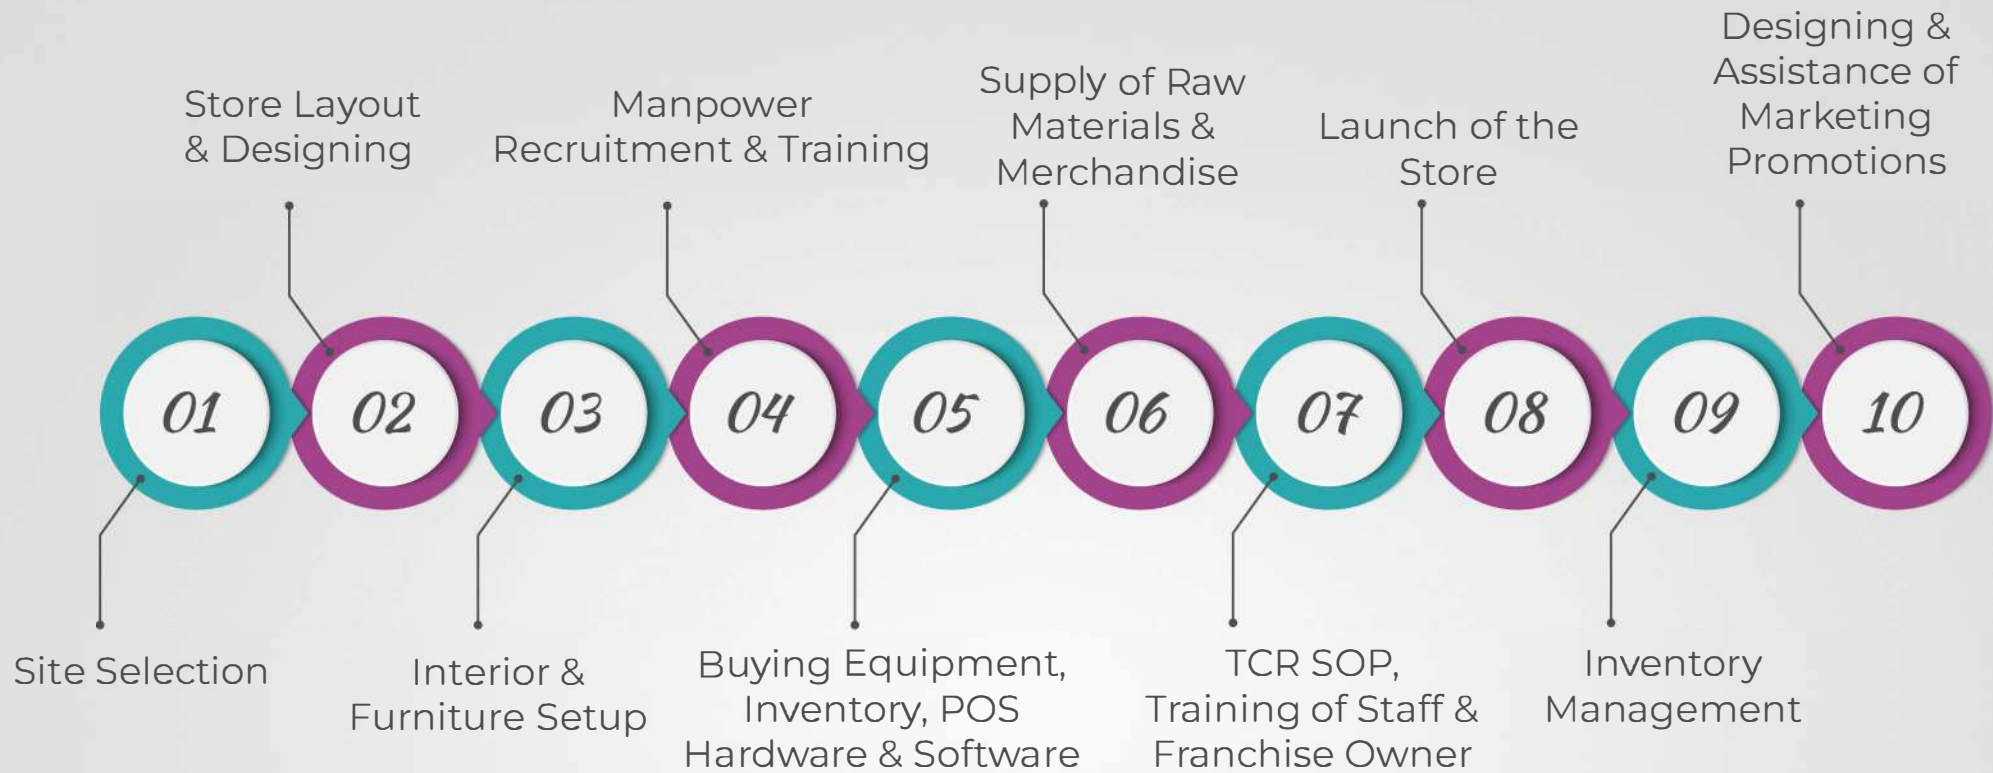 01
Site Selection
02
Store Layout
& Designing
03
Interior &
Furniture Setup
04
Manpower
Recruitment & Training
05
Buying Equipment,
Inventory, POS
Hardware & Software
06
Supply of Raw
Materials &
Merchandise
07
TCR SOP,
Training of Staff &
Franchise Owner
08
Launch of the
Store
09
Inventory
Management
10
Designing &
Assistance of
Marketing
Promotions